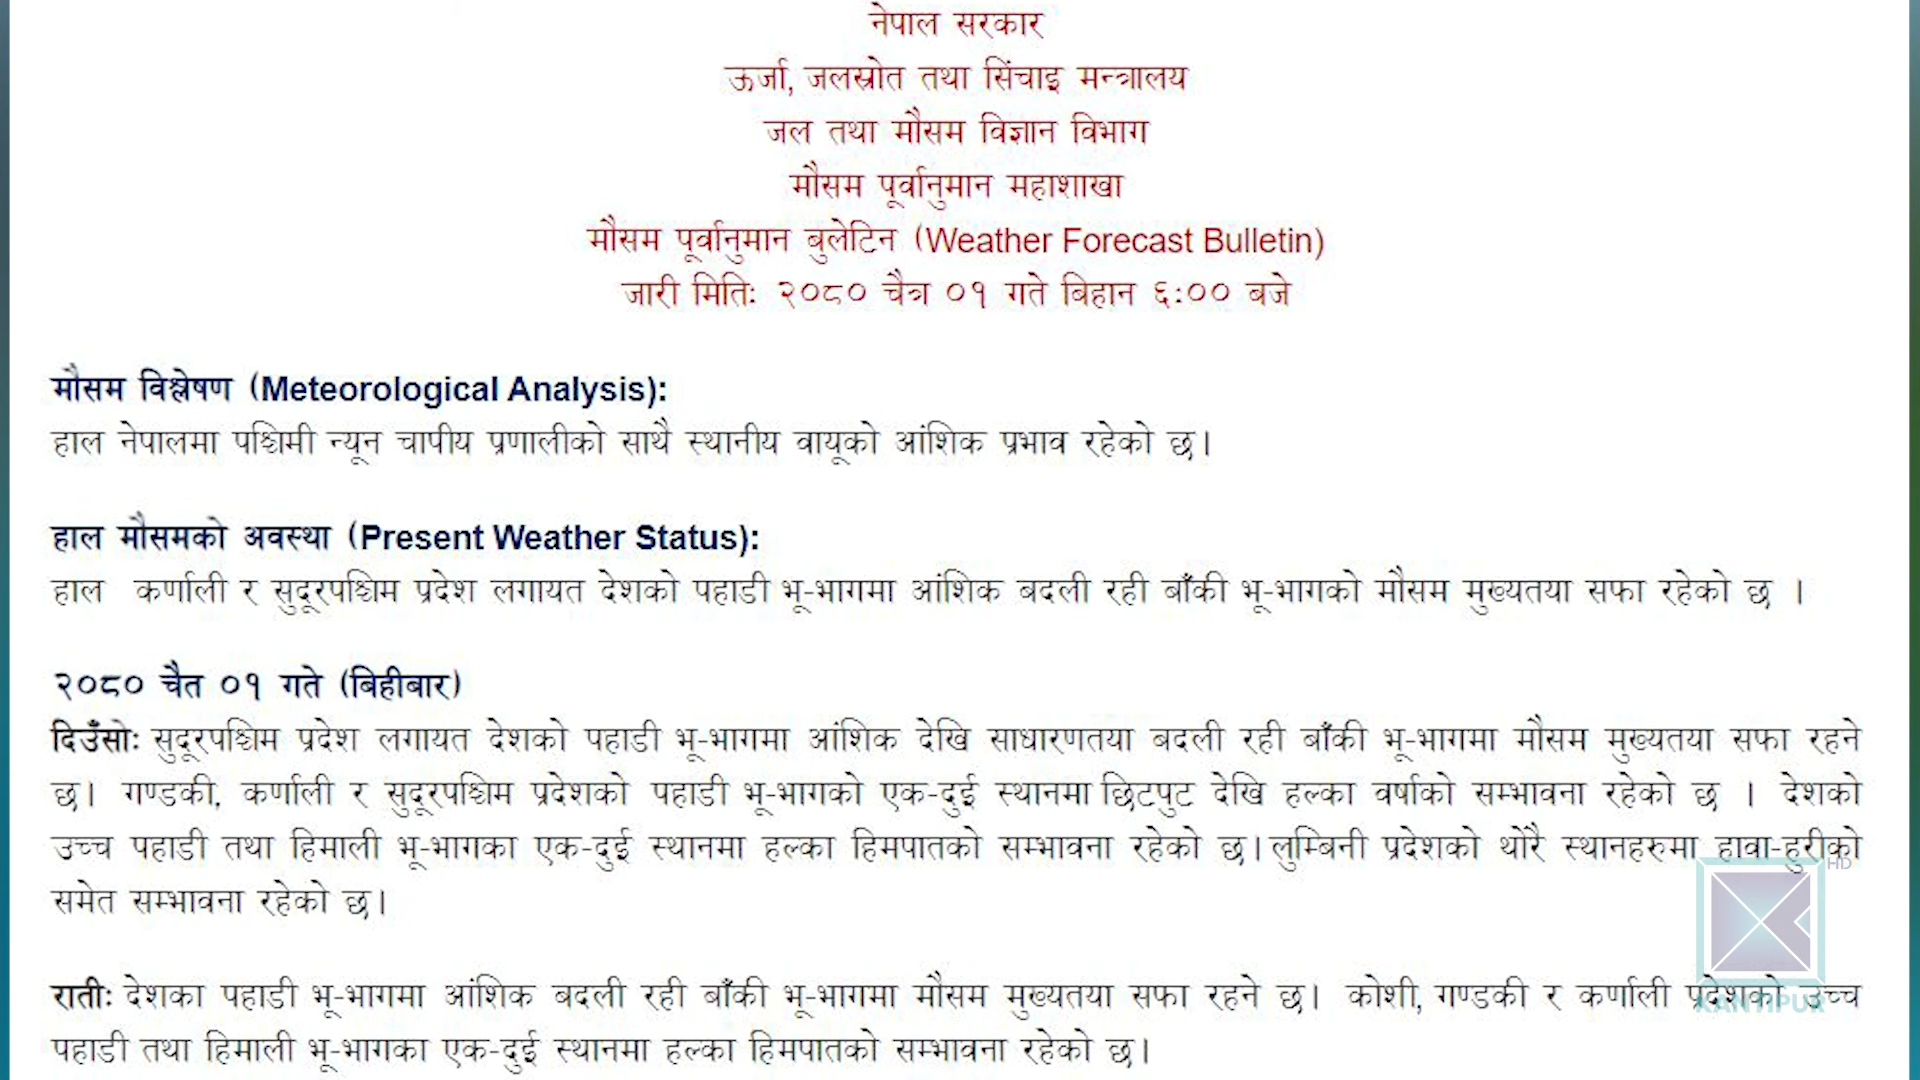 नेपाल सरकार
ऊर्जा, जलस्रोत तथा सिंचाइ मन्त्रालय
जल तथा मौसम विज्ञान विभाग
मौसम पूर्वानुमान महाशाखा
मौसम पूर्वानुमान बुलेटिन (Weather Forecast Bulletin)
जारी मितिः २०८० चैत्र ०१ गते बिहान ६:०० बजे
मौसम विश्लेषण (Meteorological Analysis):
हाल नेपालमा पश्चिमी न्यून चापीय प्रणालीको साथै स्थानीय वायूको आंशिक प्रभाव रहेको छ।
हाल मौसमको अवस्था (Present Weather Status):
हाल कर्णाली र सुदूरपश्चिम प्रदेश लगायत देशको पहाडी भू-भागमा आंशिक बदली रही बाँकी भू-भागको मौसम मुख्यतया सफा रहेको छ ।
२०८० चैत ०१ गते (बिहीबार)
दिउँसोः सुदूरपश्चिम प्रदेश लगायत देशको पहाडी भू-भागमा आंशिक देखि साधारणतया बदली रही बाँकी भू-भागमा मौसम मुख्यतया सफा रहने
छ। गण्डकी, कर्णाली र सुदूरपश्चिम प्रदेशको पहाडी भू-भागको एक-दुई स्थानमा छिटपुट देखि हल्का वर्षाको सम्भावना रहेको छ । देशको
उच्च पहाडी तथा हिमाली भू-भागका एक-दुई स्थानमा हल्का हिमपातको सम्भावना रहेको छ। लुम्बिनी प्रदेशको थोरै स्थानहरुमा हावा-हुरीको
समेत सम्भावना रहेको छ।
रातीः देशका पहाडी भू-भागमा आंशिक बदली रही बाँकी भू-भागमा मौसम मुख्यतया सफा रहने छ। कोशी, गण्डकी र कर्णाली प्रदेशको उच्च
पहाडी तथा हिमाली भू-भागका एक-दुई स्थानमा हल्का हिमपातको सम्भावना रहेको छ।
HD
KANTIPUR